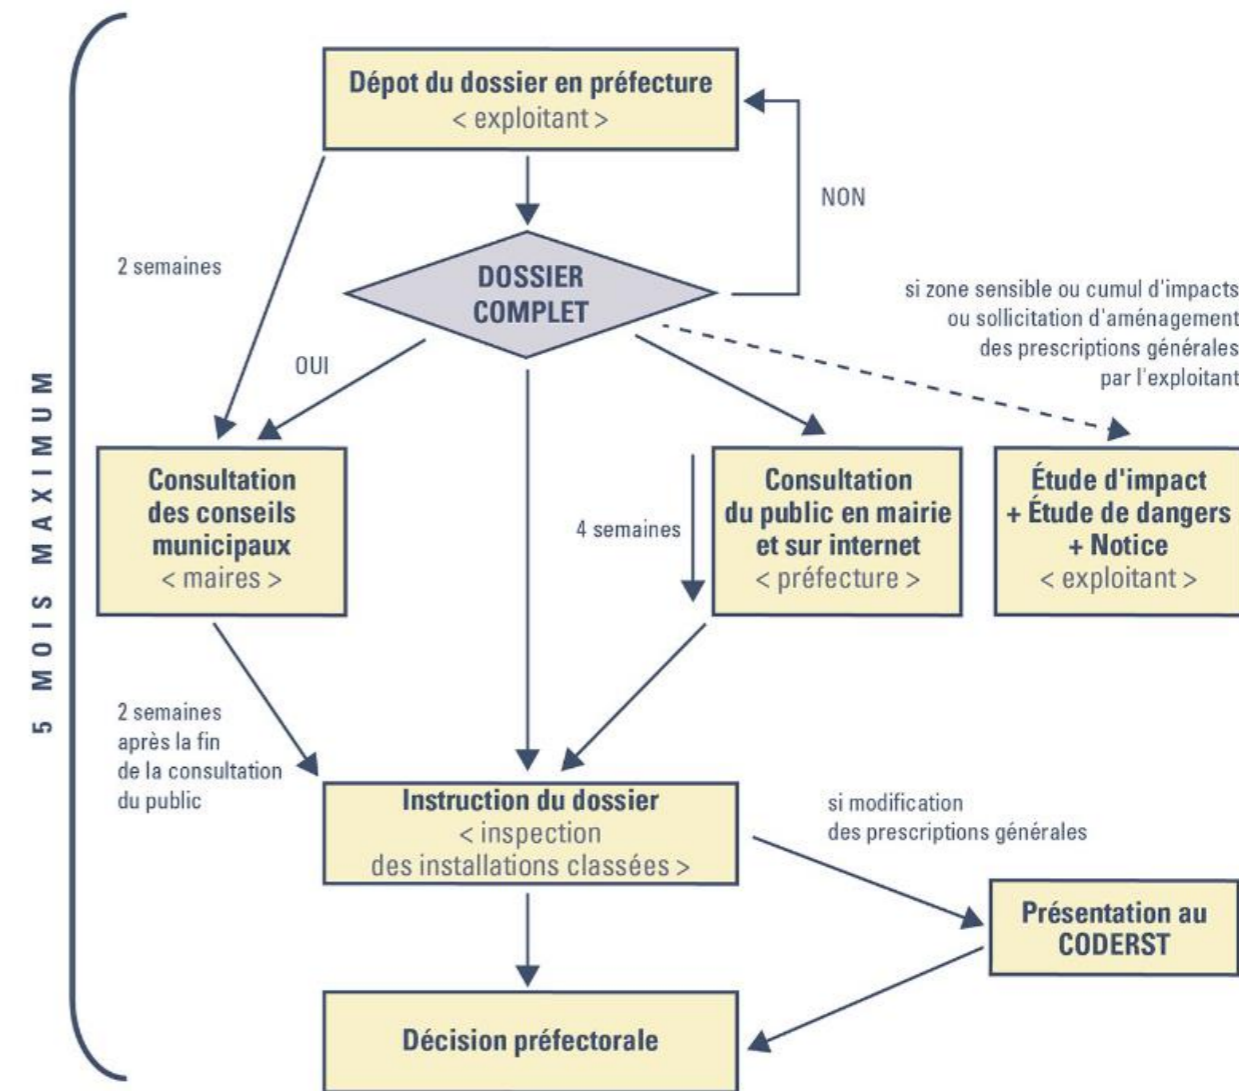 5 MOIS MAXIMUM
Dépot du dossier en préfecture
< exploitant >
NON
2 semaines
DOSSIER
COMPLET
OUI
si zone sensible ou cumul d'impacts
ou sollicitation d'aménagement
des prescriptions générales
par l'exploitant
Consultation
des conseils
municipaux
< maires >
4 semaines
Consultation
du public en mairie
et sur internet
< préfecture >
Étude d'impact
+ Étude de dangers
+ Notice
< exploitant >
2 semaines
après la fin
de la consultation
du public
Instruction du dossier
< inspection
des installations classées >
si modification
des prescriptions générales
Présentation au
CODERST
Décision préfectorale